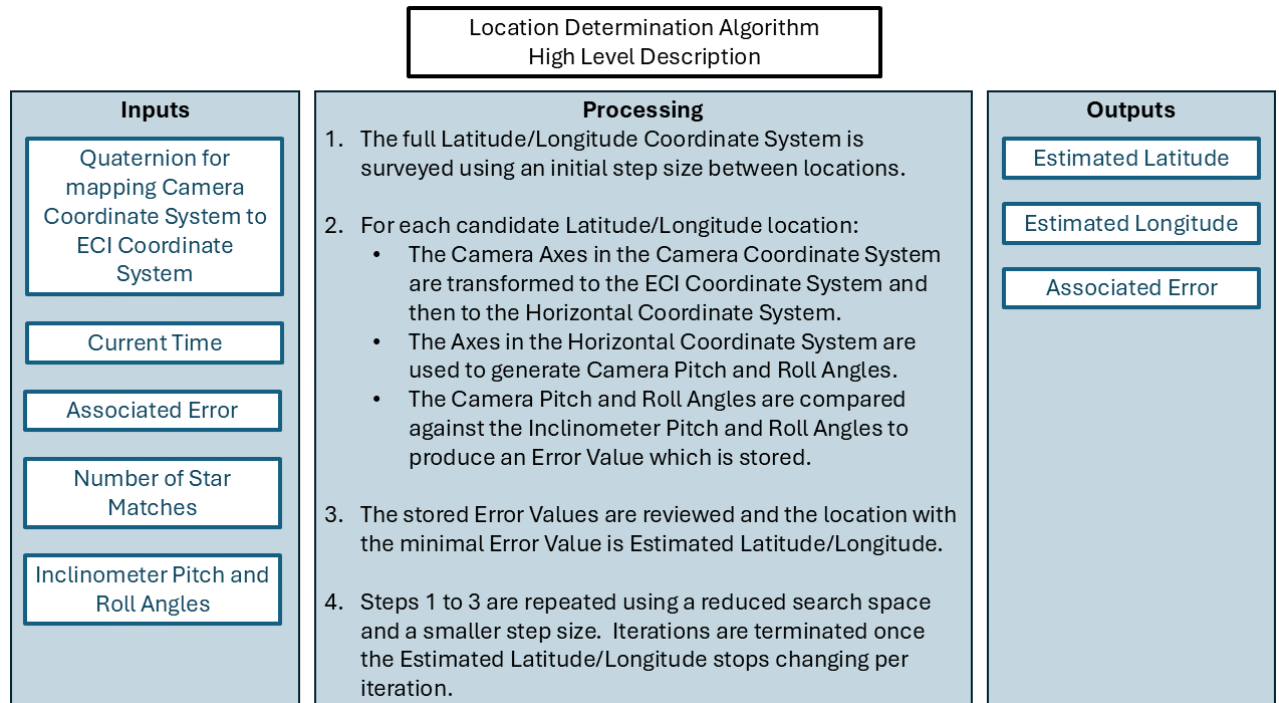 Location Determination Algorithm
High Level Description
Inputs
Quaternion for
mapping Camera
Coordinate System to
ECI Coordinate
System
Current Time
Associated Error
Number of Star
Matches
Inclinometer Pitch and
Roll Angles
Processing
1. The full Latitude/Longitude Coordinate System is
surveyed using an initial step size between locations.
2. For each candidate Latitude/Longitude location:
• The Camera Axes in the Camera Coordinate System
are transformed to the ECI Coordinate System and
then to the Horizontal Coordinate System.
• The Axes in the Horizontal Coordinate System are
used to generate Camera Pitch and Roll Angles.
• The Camera Pitch and Roll Angles are compared
against the Inclinometer Pitch and Roll Angles to
produce an Error Value which is stored.
3. The stored Error Values are reviewed and the location with
the minimal Error Value is Estimated Latitude/Longitude.
4. Steps 1 to 3 are repeated using a reduced search space
and a smaller step size. Iterations are terminated once
the Estimated Latitude/Longitude stops changing per
iteration.
Outputs
Estimated Latitude
Estimated Longitude
Associated Error